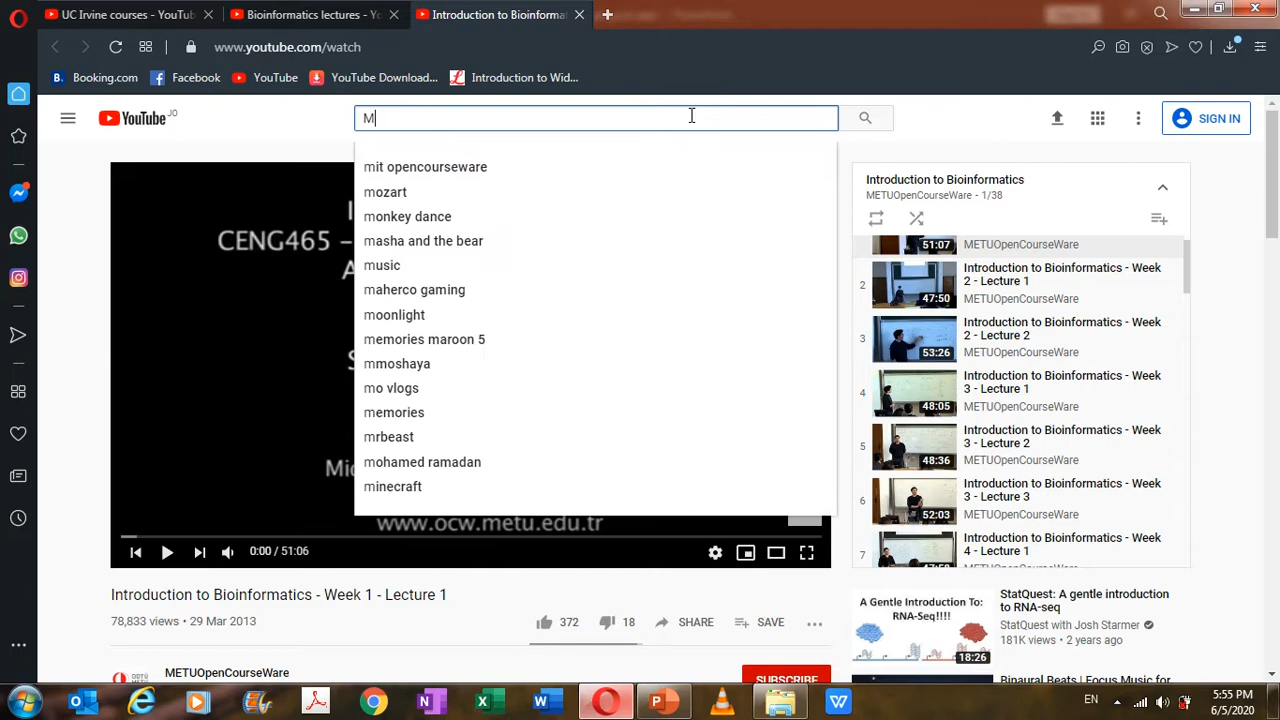 UC Irvine courses - YouTub
Bioinformatics lectures - Yo
Introduction to Bioinforma
www.youtube.com/watch
B. Booking.com
Facebook
YouTube
YouTube Download...
Introduction to Wid...
YouTube JO
M
SIGN IN
mit opencourseware
mozart
monkey dance
masha and the bear
music
maherco gaming
moonlight
memories maroon 5
mmoshaya
mo vlogs
memories
mrbeast
mohamed ramadan
minecraft
CENG465 –
www.ocw.metu.edu.tr
0:00 / 51:06
Introduction to Bioinformatics - Week 1 - Lecture 1
78,833 views • 29 Mar 2013
372
18
SHARE
SAVE
METUOpenCourseWare
SUBSCRIBE
Introduction to Bioinformatics
METUOpenCourseWare - 1/38
51:07
METUOpenCourseWare
2
47:50
Introduction to Bioinformatics - Week
2 - Lecture 1
METUOpenCourseWare
3
53:26
Introduction to Bioinformatics - Week
2 - Lecture 2
METUOpenCourseWare
4
48:05
Introduction to Bioinformatics - Week
3 - Lecture 1
METUOpenCourseWare
5
48:36
Introduction to Bioinformatics - Week
3 - Lecture 2
METUOpenCourseWare
6
52:03
Introduction to Bioinformatics - Week
3 - Lecture 3
METUOpenCourseWare
7
Introduction to Bioinformatics - Week
4 - Lecture 1
A Gentle Introduction To:
RNA-Seq!!!!
18:26
StatQuest: A gentle introduction
to RNA-seq
StatQuest with Josh Starmer
181K views • 2 years ago
Binaural Beats | Focus Music for
EN
5:55 PM
6/5/2020